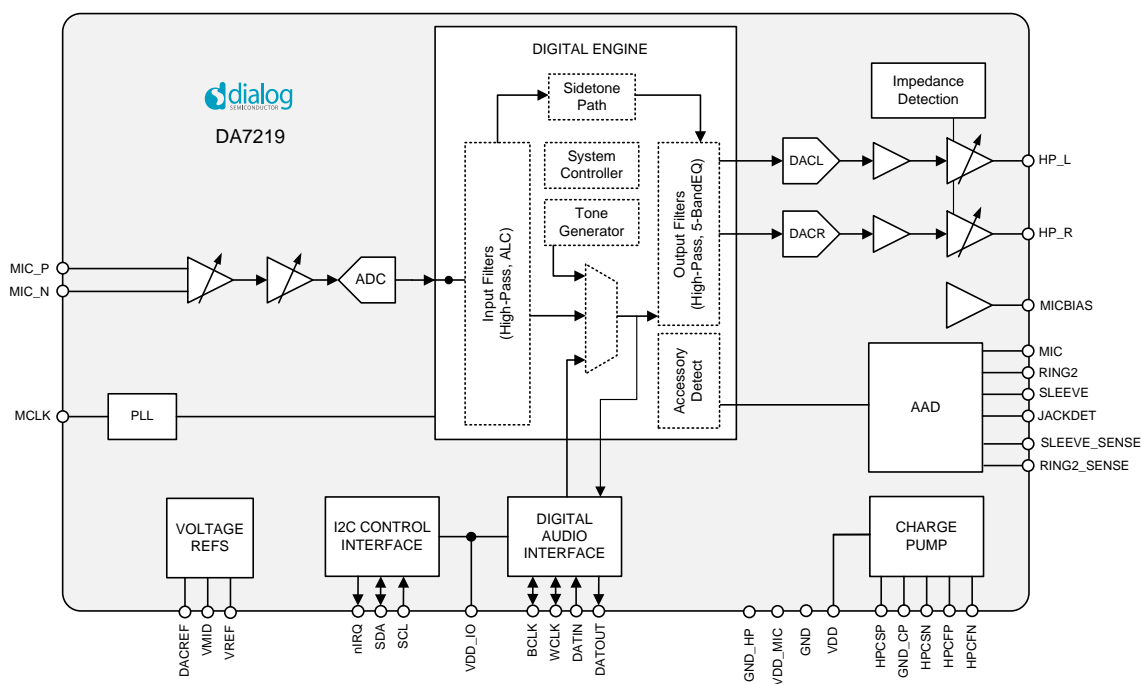 DIGITAL ENGINE
dialog
SEMICONDUCTOR
DA7219
Sidetone
Path
Impedance
Detection
System
Controller
Tone
Generator
Input Filters
(High-Pass, ALC)
Output Filters
(High-Pass, 5-BandEQ)
Accessory
Detect
DACL
DACR
HP_L
HP_R
MIC_P
MIC_N
ADC
MICBIAS
MIC
RING2
SLEEVE
JACKDET
SLEEVE_SENSE
RING2_SENSE
AAD
MCLK
PLL
VOLTAGE
REFS
I2C CONTROL
INTERFACE
DIGITAL
AUDIO
INTERFACE
CHARGE
PUMP
DACREF
VMID
VREF
nIRQ
SDA
SCL
VDD_IO
BCLK
WCLK
DATIN
DATOUT
GND_HP
VDD_MIC
GND
VDD
HPCSP
GND_CP
HPCSN
HPCFP
HPCFN